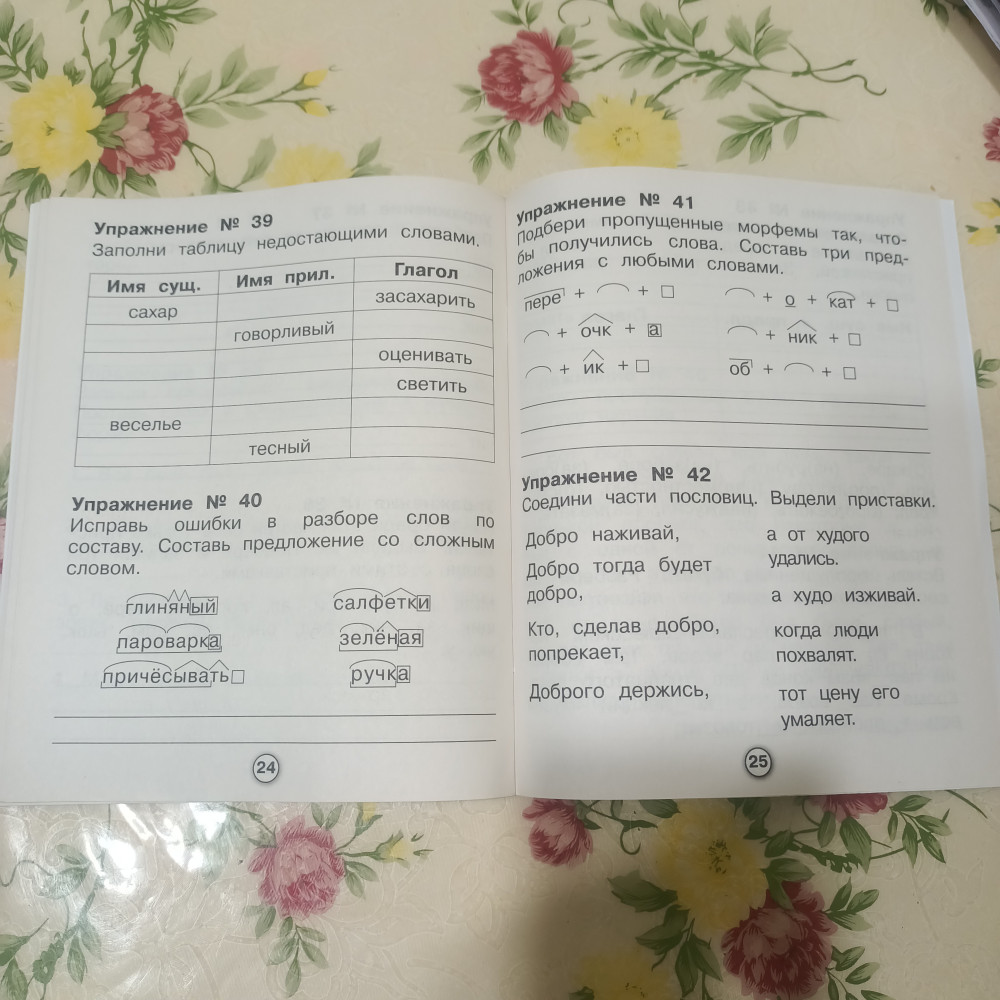 Упражнение № 39
Заполни таблицу недостающими словами.
Имя сущ. Имя прил. Глагол
сахар засахарить
говорливый
оценивать
светить
веселье
тесный
Упражнение № 40
Исправь ошибки в разборе слов по
составу. Составь предложение со сложным
словом.
глиняный салфетки
пароварка зелёная
причёсывать ручка
24
Упражнение № 41
Подбери пропущенные морфемы так, что-
бы получились слова. Составь три пред-
ложения с любыми словами.
пере + + □ + о + кат + □
+ очк + а + ник + □
+ ик + □ об + + □
Упражнение № 42
Соедини части пословиц. Выдели приставки.
Добро наживай, а от худого
удались.
Добро тогда будет
добро, а худо изживай.
Кто, сделав добро, когда люди
попрекает, похвалят.
Доброго держись, тот цену его
умаляет.
25